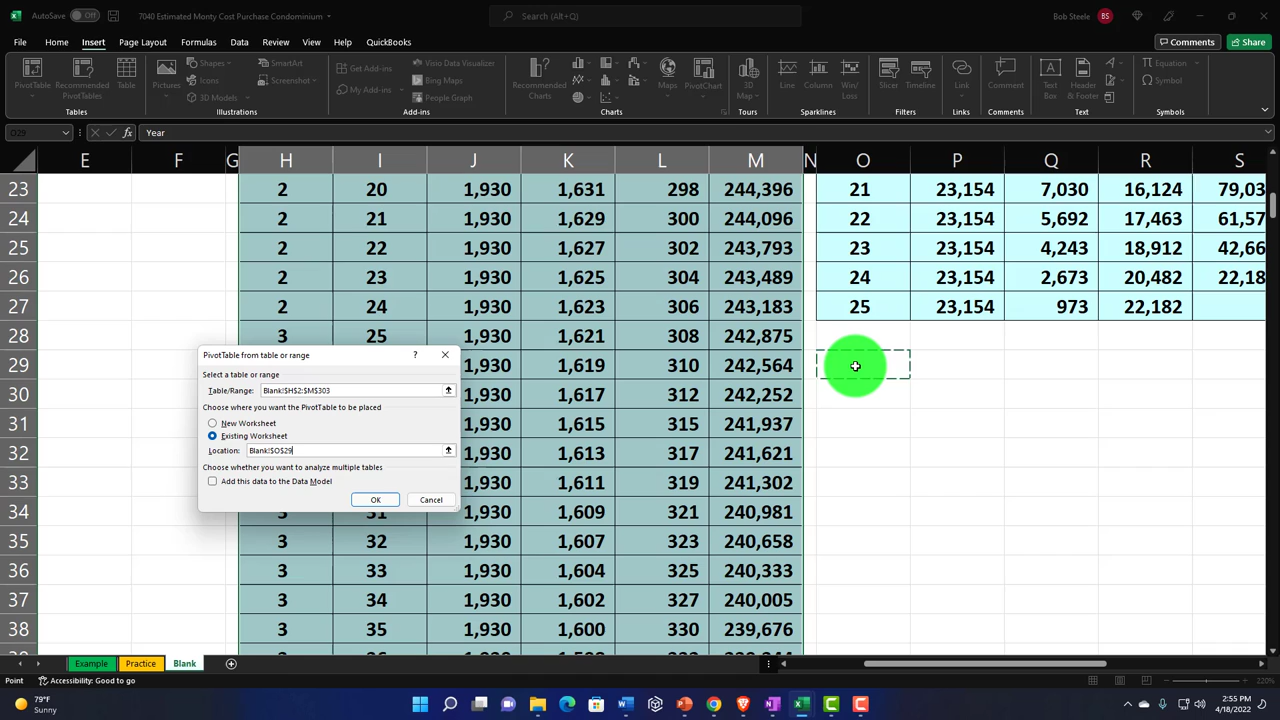 AutoSave Off 7040 Estimated Monty Cost Purchase Condominium Search (Alt+Q) Bob Steele BS
File Home Insert Page Layout Formulas Data Review View Help QuickBooks Comments Share
PivotTable Recommended PivotTables Table Pictures Shapes Icons 3D Models SmartArt Screenshot Get Add-ins My Add-ins Visio Data Visualizer Bing Maps People Graph Recommended Charts Maps PivotChart 3D Map Line Column Win/Loss Slicer Timeline Link Comment Text Box Header & Footer Equation Symbol
Tables Illustrations Add-ins Charts Tours Sparklines Filters Links Comments Text Symbols
O29 fx Year
E F G H I J K L M N O P Q R S
23 2 20 1,930 1,631 298 244,396 21 23,154 7,030 16,124 79,03
24 2 21 1,930 1,629 300 244,096 22 23,154 5,692 17,463 61,57
25 2 22 1,930 1,627 302 243,793 23 23,154 4,243 18,912 42,66
26 2 23 1,930 1,625 304 243,489 24 23,154 2,673 20,482 22,18
27 2 24 1,930 1,623 306 243,183 25 23,154 973 22,182
28 3 25 1,930 1,621 308 242,875
29 1,930 1,619 310 242,564
30 1,930 1,617 312 242,252
31 1,930 1,615 315 241,937
32 1,930 1,613 317 241,621
33 1,930 1,611 319 241,302
34 3 31 1,930 1,609 321 240,981
35 3 32 1,930 1,607 323 240,658
36 3 33 1,930 1,604 325 240,333
37 3 34 1,930 1,602 327 240,005
38 3 35 1,930 1,600 330 239,676
PivotTable from table or range ?
Select a table or range
Table/Range: Blank!$H$2:$M$303
Choose where you want the PivotTable to be placed
New Worksheet
Existing Worksheet
Location: Blank!$O$29
Choose whether you want to analyze multiple tables
Add this data to the Data Model
OK Cancel
Example Practice Blank
Point Accessibility: Good to go 220%
79°F
Sunny
2:55 PM
4/18/2022